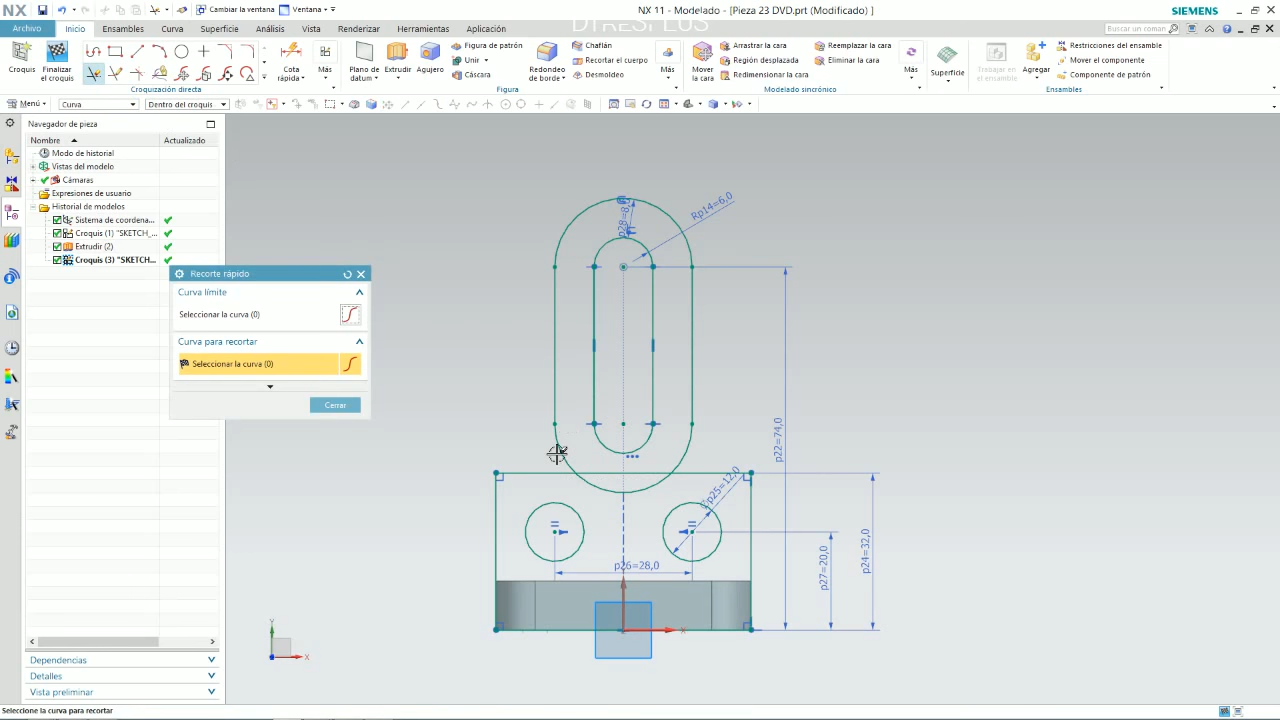 NX Cambiar la ventana Ventana NX 11 - Modelado - [Pieza 23 DVD.prt (Modificado) ] SIEMENS
DTRESPLUS
Archivo Inicio Ensambles Curva Superficie Análisis Vista Renderizar Herramientas Aplicación Buscar un roman
Croquis
Finalizar el croquis
Croquización directa
Cota rápida
Más
Plano de datum
Extrudir
Agujero
Figura de patrón
Unir
Cáscara
Redondeo de borde
Chaflán
Recortar el cuerpo
Desmoldeo
Más
Figura
Mover la cara
Arrastrar la cara
Región desplazada
Redimensionar la cara
Reemplazar la cara
Eliminar la cara
Más
Modelado sincrónico
Superficie
Trabajar en el ensamble
Agregar
Restricciones del ensamble
Mover el componente
Componente de patrón
Ensambles
Menú Curva Dentro del croquis
Navegador de pieza
Nombre Actualizado
Modo de historial
Vistas del modelo
Cámaras
Expresiones de usuario
Historial de modelos
Sistema de coordena...
Croquis (1) "SKETCH_...
Extrudir (2)
Croquis (3) "SKETCH...
Recorte rápido
Curva límite
Seleccionar la curva (0)
Curva para recortar
Seleccionar la curva (0)
Cerrar
p28=8,0
Rp14=6,0
p22=74,0
p25=12,0
p24=32,0
p27=20,0
p26=28,0
X
Y
X
Dependencias
Detalles
Vista preliminar
Seleccione la curva para recortar